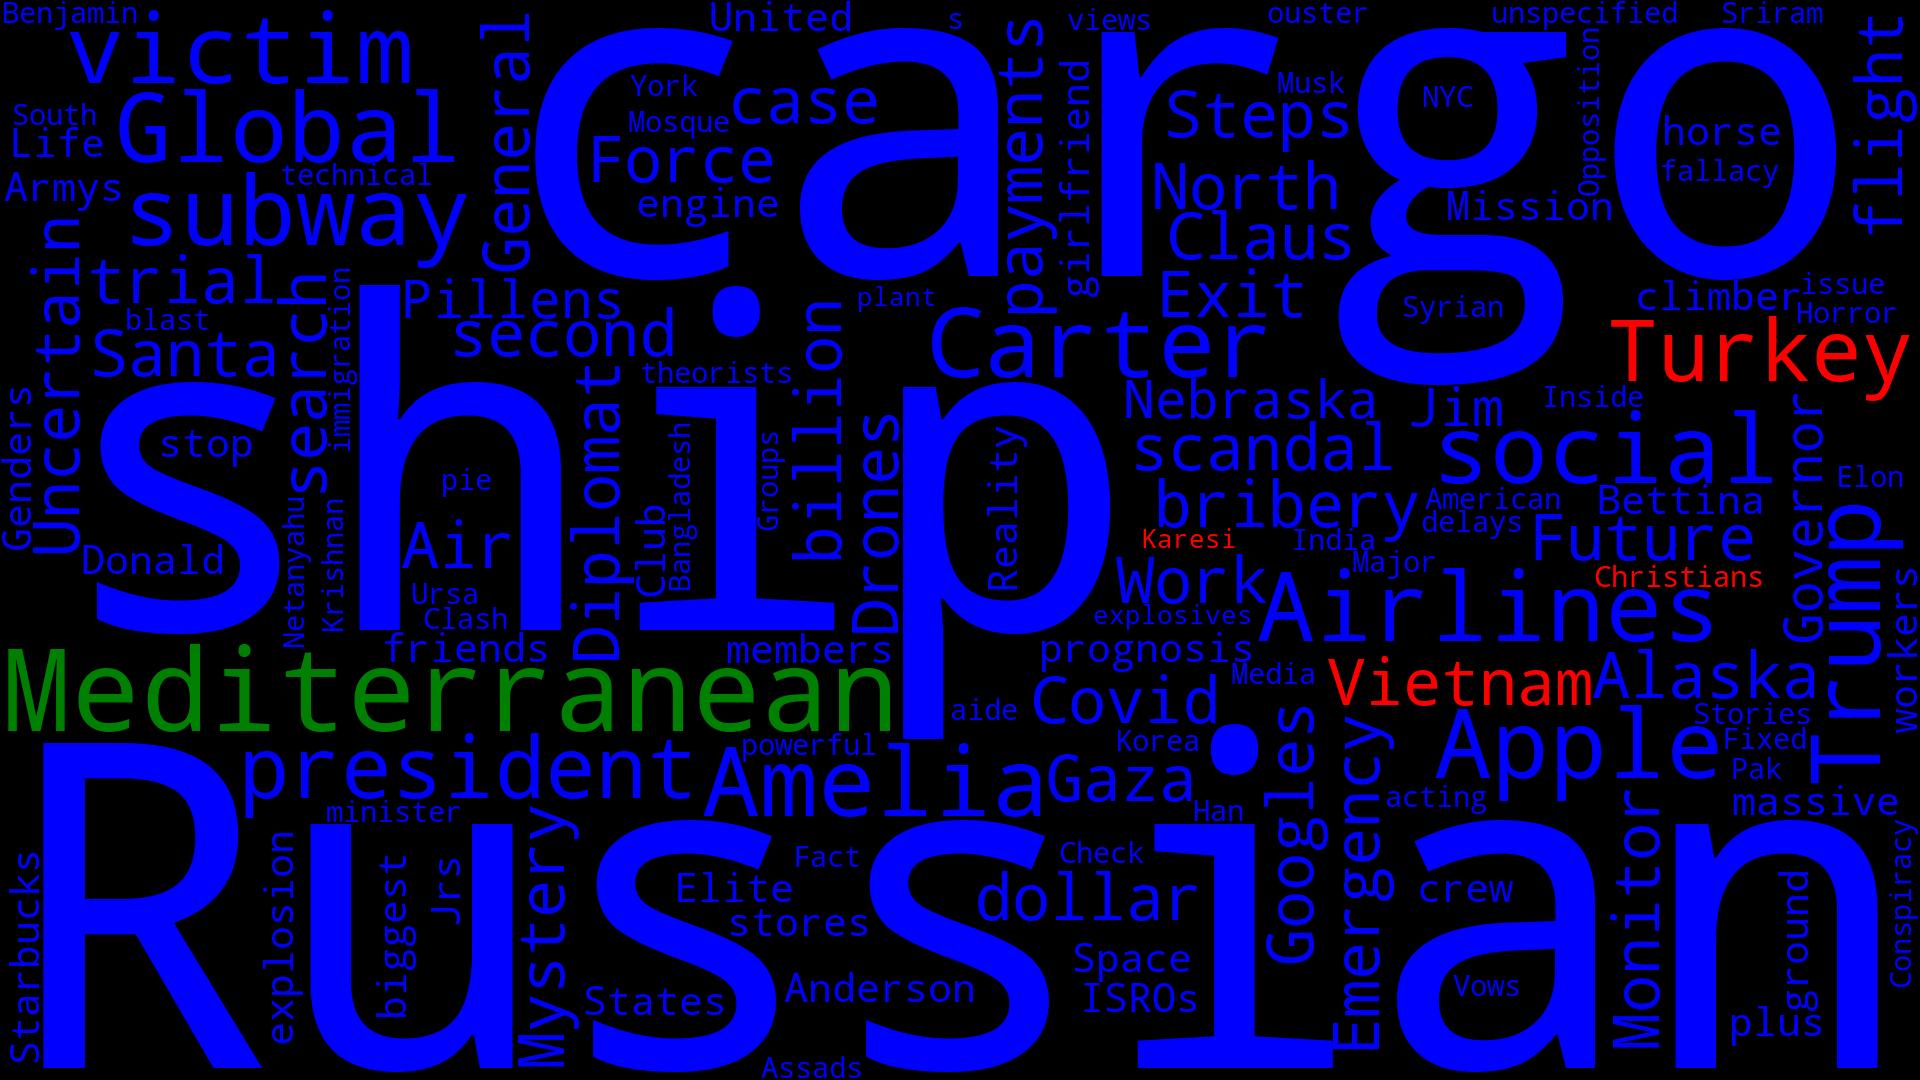 Benjamin
United
s
views
ouster
unspecified
Sriram
victim
General
cargo
payments
girlfriend
Steps
Musk
NYC
Opposition
horse
fallacy
flight
South
Life
Global
York
Mosque
case
Force
engine
technical
Armys
subway
North
Claus
Mission
Uncertain
trial
search
immigration
Pillens
second
plant
Exit
Carter
Syrian
climber
issue
Horror
Turkey
blast
Santa
ship
theorists
billion
Nebraska
Jim
Inside
Genders
stop
Diplomat
Club
Bangladesh
Groups
Drones
Reality
scandal
social
Governor
Elon
pie
Air
bribery
American
delays
Bettina
Donald
Netanyahu
Krishnan
Ursa
Clash
Karesi
India
Major
Future
Christians
Work
Airlines
Trump
workers
explosives
friends
members
prognosis
Media
Vietnam
Alaska
Mediterranean
aide
Covid
Stories
Fixed
Pak
president
powerful
Amelia
Korea
Gaza
Han
Googles
Emergency
Apple
acting
massive
Russian
minister
Starbucks
explosion
biggest
Jrs
Mystery
Fact
Check
Elite
stores
dollar
crew
Monitor
ground
Conspiracy
Space
ISROs
States
Anderson
Vows
plus
Assads